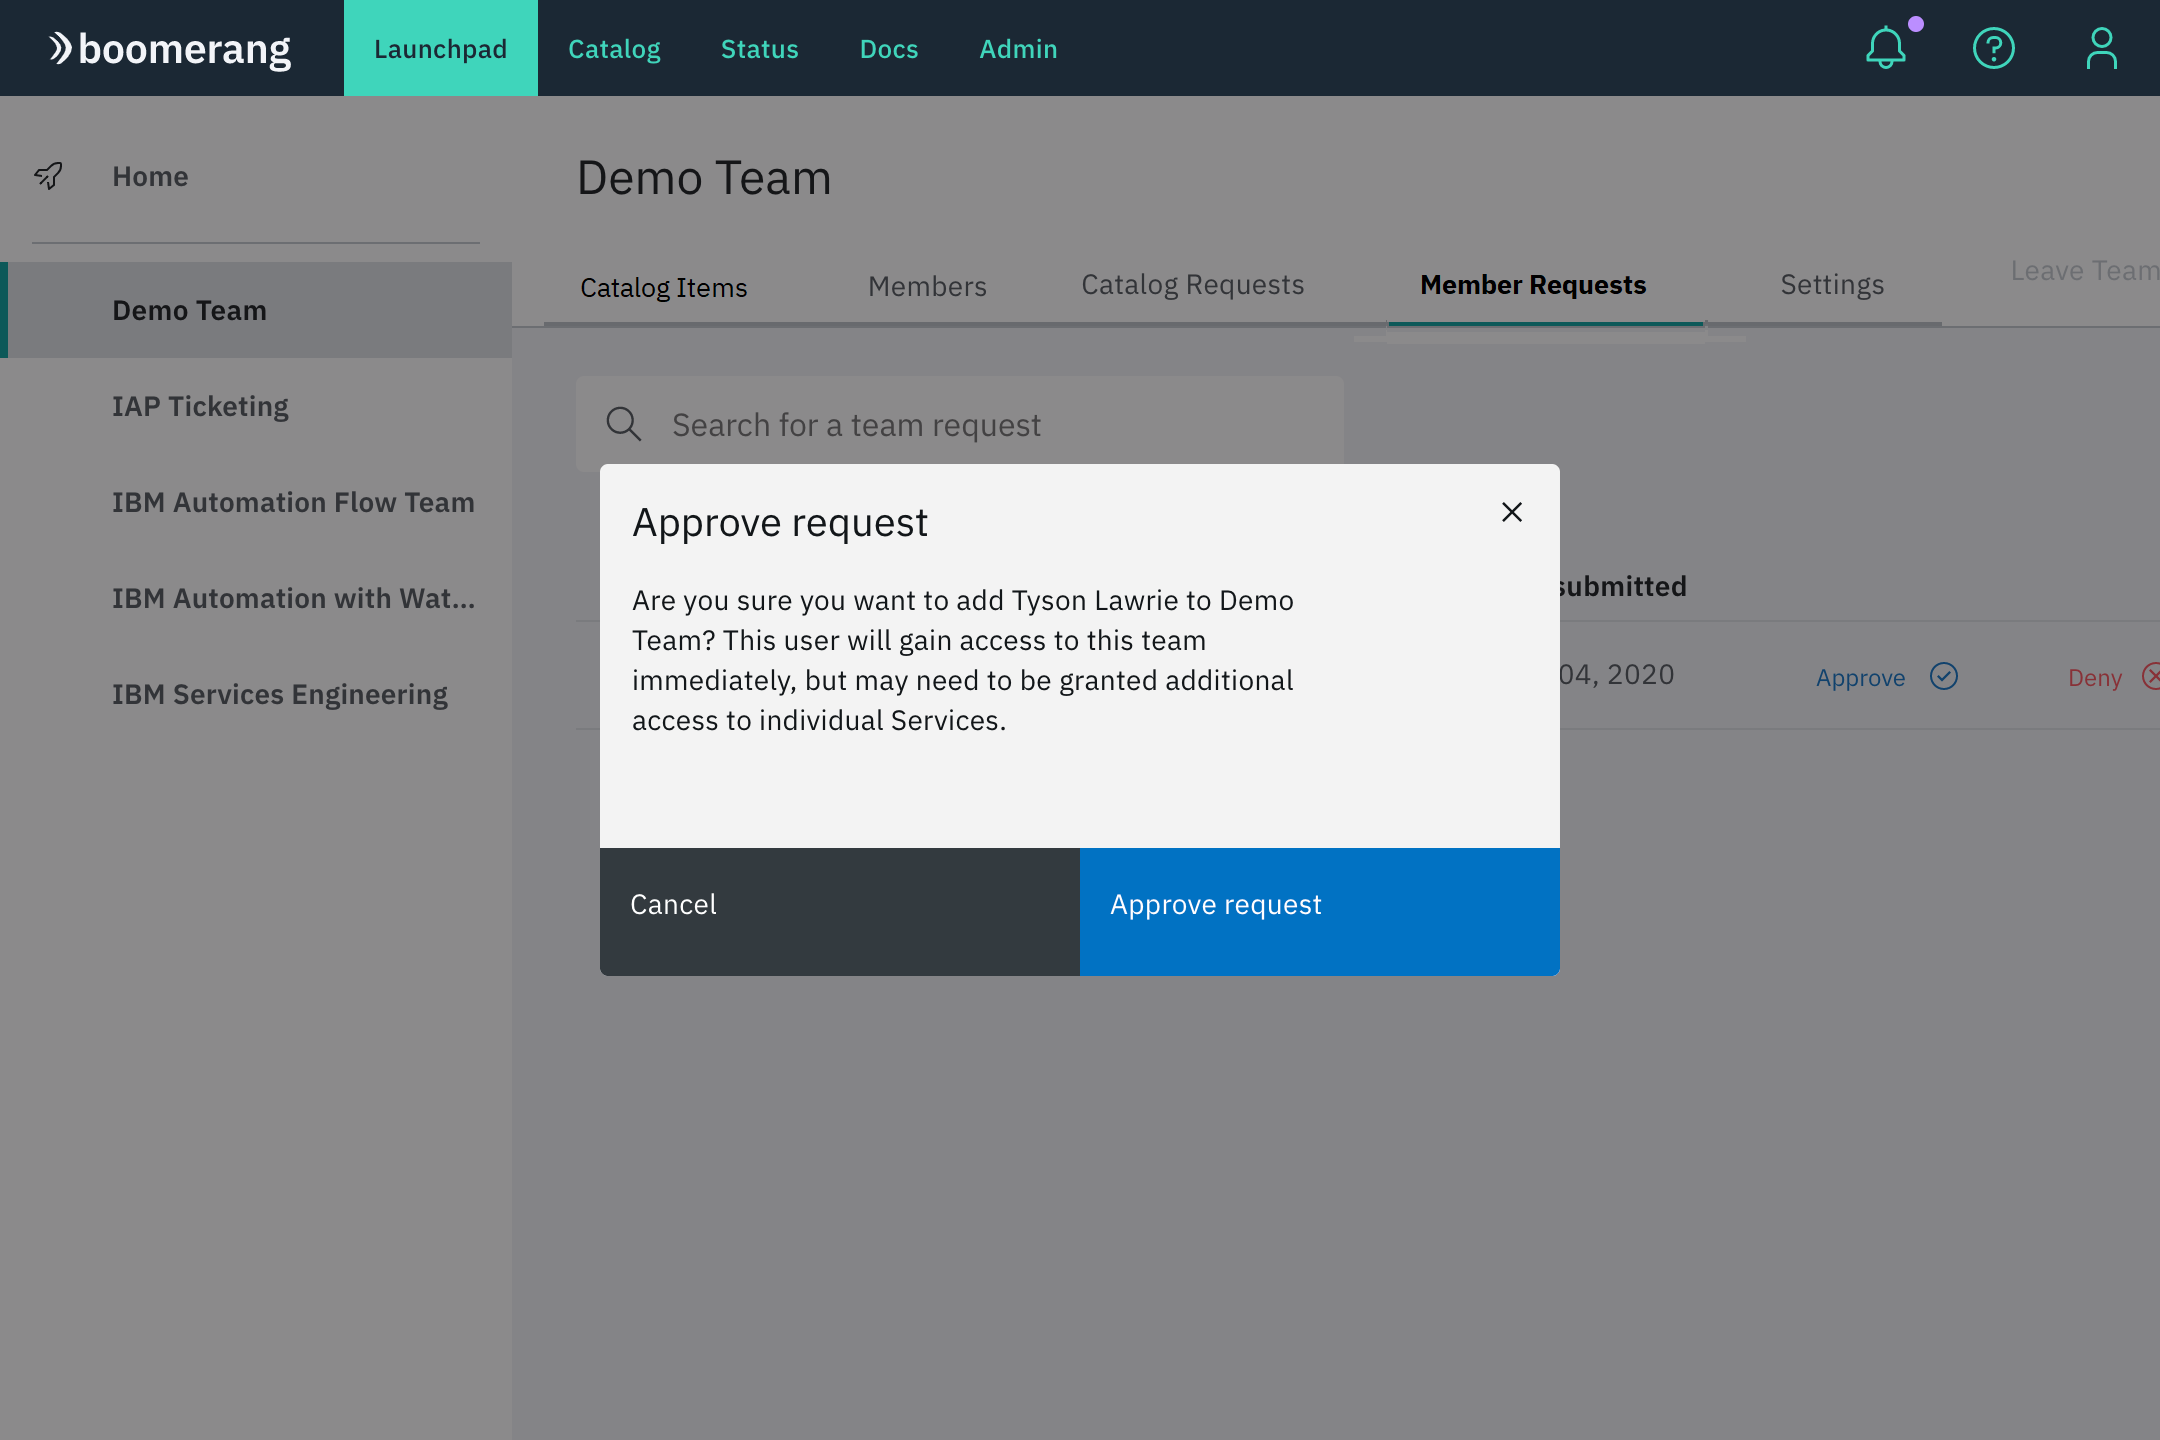 boomerang
Launchpad
Catalog
Status
Docs
Admin
Home
Demo Team
IAP Ticketing
IBM Automation Flow Team
IBM Automation with Wat...
IBM Services Engineering
Demo Team
Catalog Items
Members
Catalog Requests
Member Requests
Settings
Leave Team
Search for a team request
submitted
04, 2020
Approve
Deny
Approve request
Are you sure you want to add Tyson Lawrie to Demo
Team? This user will gain access to this team
immediately, but may need to be granted additional
access to individual Services.
Cancel
Approve request